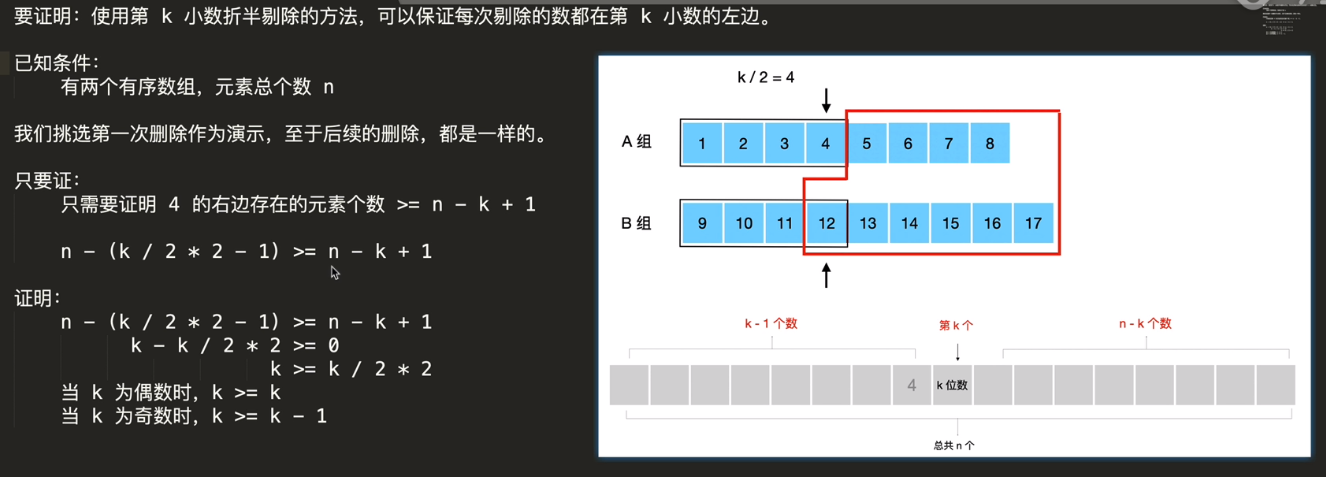 要证明：使用第 k 小数折半剔除的方法，可以保证每次剔除的数都在第 k 小数的左边。
已知条件：
有两个有序数组，元素总个数 n
我们挑选第一次删除作为演示，至于后续的删除，都是一样的。
只要证：
只需要证明 4 的右边存在的元素个数 >= n - k + 1
n - (k / 2 * 2 - 1) >= n - k + 1
证明：
n - (k / 2 * 2 - 1) >= n - k + 1
k - k / 2 * 2 >= 0
k >= k / 2 * 2
当 k 为偶数时，k >= k
当 k 为奇数时，k >= k - 1
k / 2 = 4
A 组 1 2 3 4 5 6 7 8
B 组 9 10 11 12 13 14 15 16 17
k - 1 个数 第 k 个 n - k 个数
4 k 位数
总共 n 个